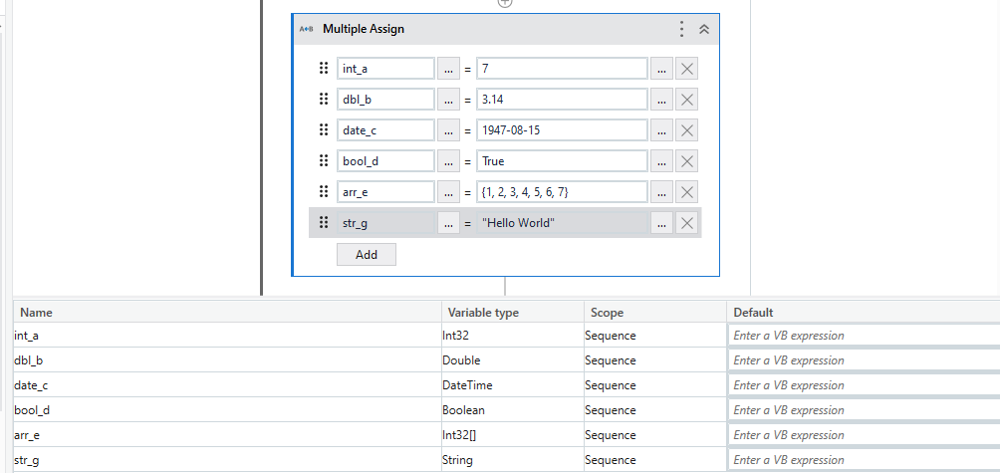 A+B Multiple Assign
int_a ... = 7 ...
dbl_b ... = 3.14 ...
date_c ... = 1947-08-15 ...
bool_d ... = True ...
arr_e ... = {1, 2, 3, 4, 5, 6, 7} ...
str_g ... = "Hello World" ...
Add
Name Variable type Scope Default
int_a Int32 Sequence Enter a VB expression
dbl_b Double Sequence Enter a VB expression
date_c DateTime Sequence Enter a VB expression
bool_d Boolean Sequence Enter a VB expression
arr_e Int32[] Sequence Enter a VB expression
str_g String Sequence Enter a VB expression